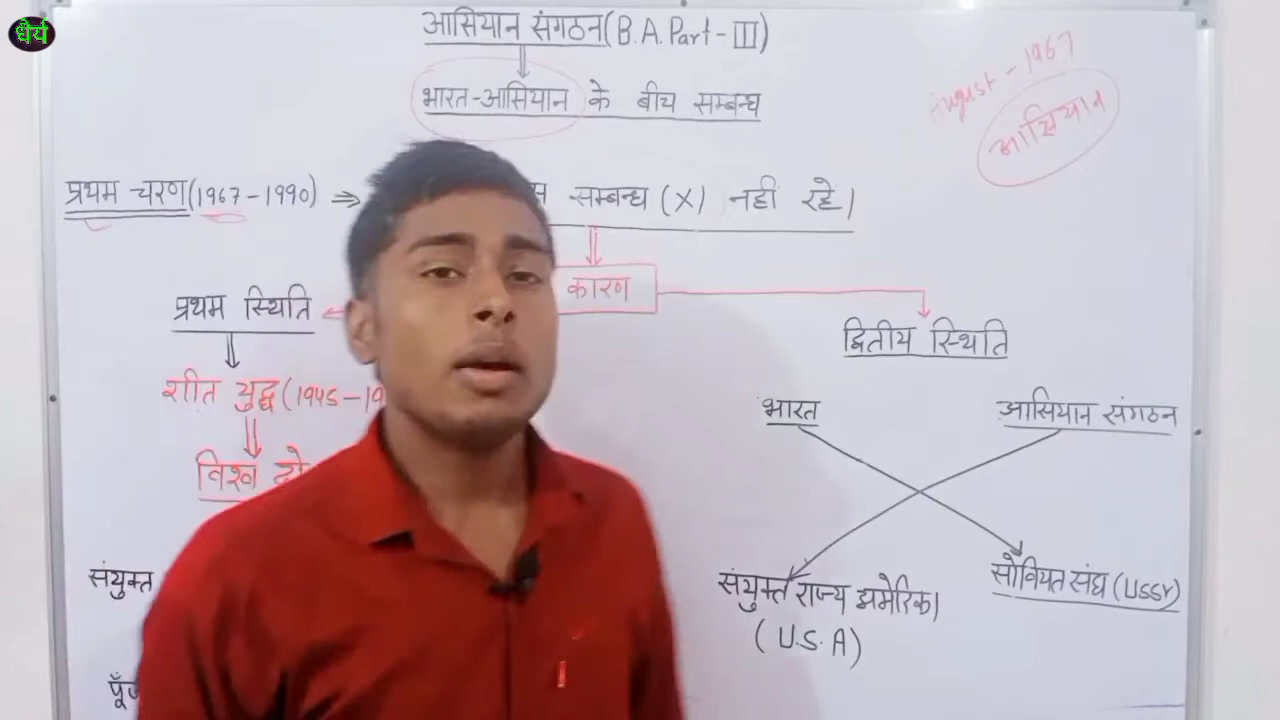 धैर्य
आसियान संगठन (B.A. Part-III)
August - 1967
आसियान
भारत-आसियान के बीच सम्बन्ध
प्रथम चरण (1967-1990) ⇒ सम्बन्ध (X) नही रहे।
कारण
प्रथम स्थिति
द्वितीय स्थिति
शीत युद्ध (1945-19
भारत
आसियान संगठन
विश्व दो
संयुक्त
संयुक्त राज्य अमेरिका
(U.S.A)
सोवियत संघ (USSR)